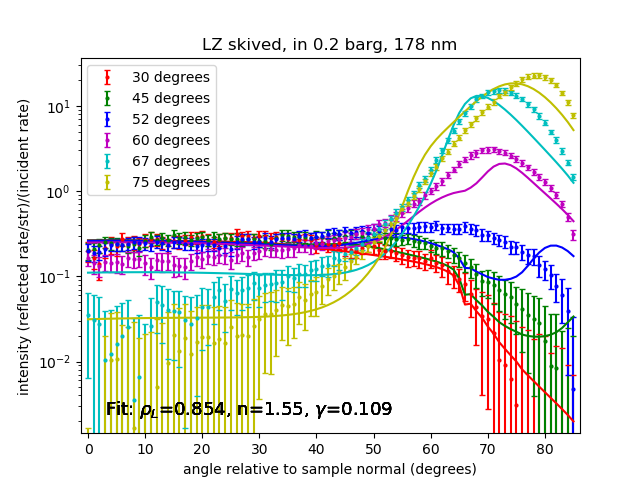 LZ skived, in 0.2 barg, 178 nm
intensity (reflected rate/str)/(incident rate)
10¹
10⁰
10⁻¹
10⁻²
30 degrees
45 degrees
52 degrees
60 degrees
67 degrees
75 degrees
Fit: ρ_L=0.854, n=1.55, γ=0.109
0 10 20 30 40 50 60 70 80
angle relative to sample normal (degrees)